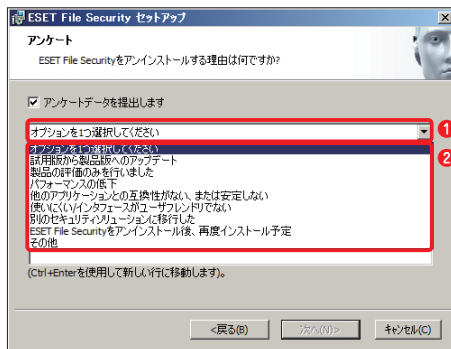 ESET File Security セットアップ
アンケート
ESET File Securityをアンインストールする理由は何ですか?
アンケートデータを提出します
オプションを1つ選択してください
1
オプションを1つ選択してください
2
試用版から製品版へのアップデート
製品の評価のみを行いました
パフォーマンスの低下
他のアプリケーションとの互換性がない、または安定しない
使いにくい/インタフェースがユーザフレンドリでない
別のセキュリティソリューションに移行した
ESET File Securityをアンインストール後、再度インストール予定
その他
(Ctrl+Enterを使用して新しい行に移動します)。
<戻る(B)
次へ(N)>
キャンセル(C)